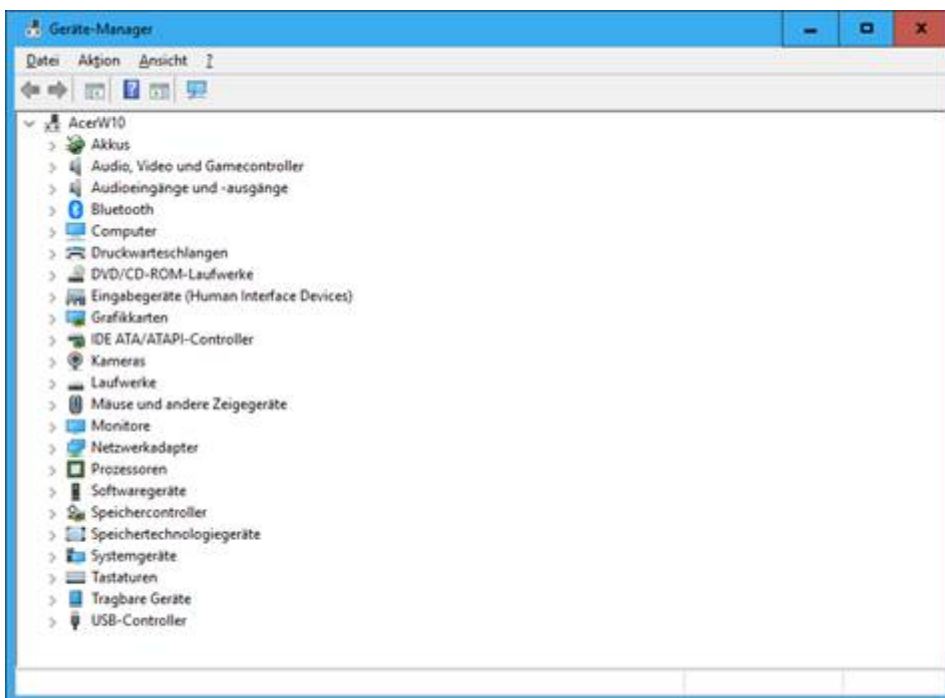 Geräte-Manager
Datei Aktion Ansicht ?
AcerW10
Akkus
Audio, Video und Gamecontroller
Audioeingänge und -ausgänge
Bluetooth
Computer
Druckwarteschlangen
DVD/CD-ROM-Laufwerke
Eingabegeräte (Human Interface Devices)
Grafikkarten
IDE ATA/ATAPI-Controller
Kameras
Laufwerke
Mäuse und andere Zeigegeräte
Monitore
Netzwerkadapter
Prozessoren
Softwaregeräte
Speichercontroller
Speichertechnologiegeräte
Systemgeräte
Tastaturen
Tragbare Geräte
USB-Controller